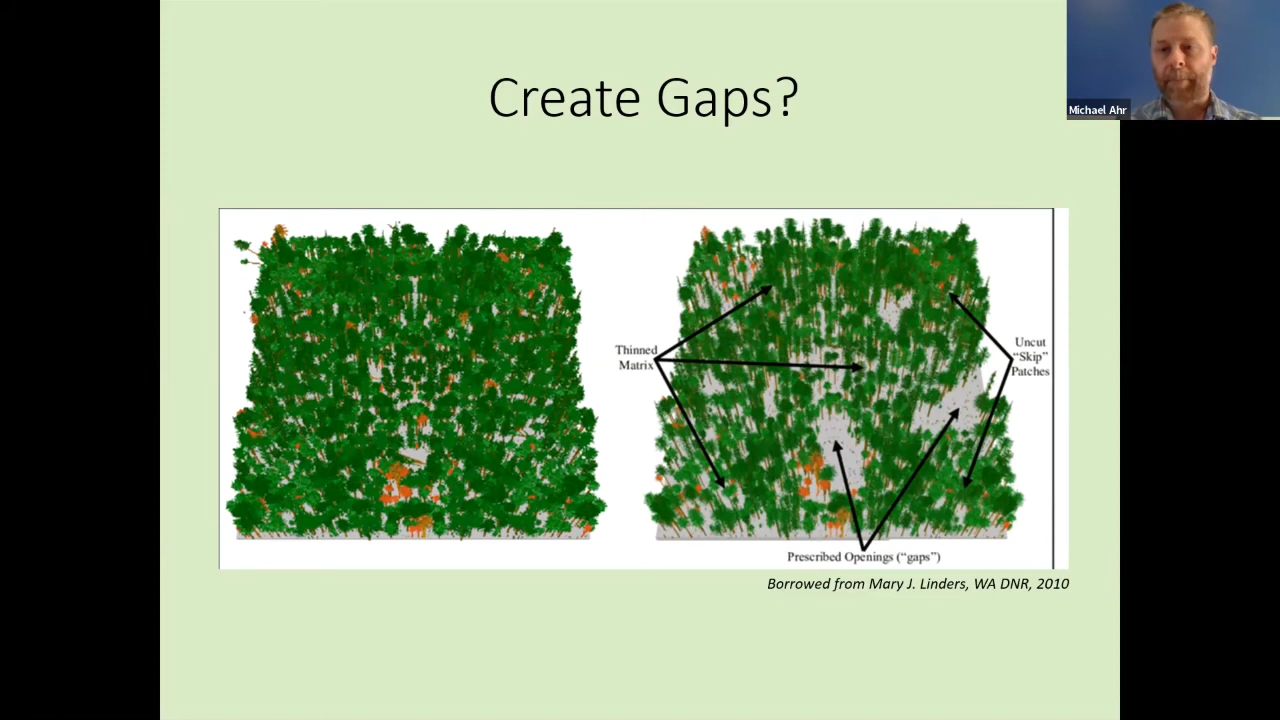 Create Gaps?
Michael Ahr
Thinned
Matrix
Uncut
“Skip”
Patches
Prescribed Openings (“gaps”)
Borrowed from Mary J. Linders, WA DNR, 2010